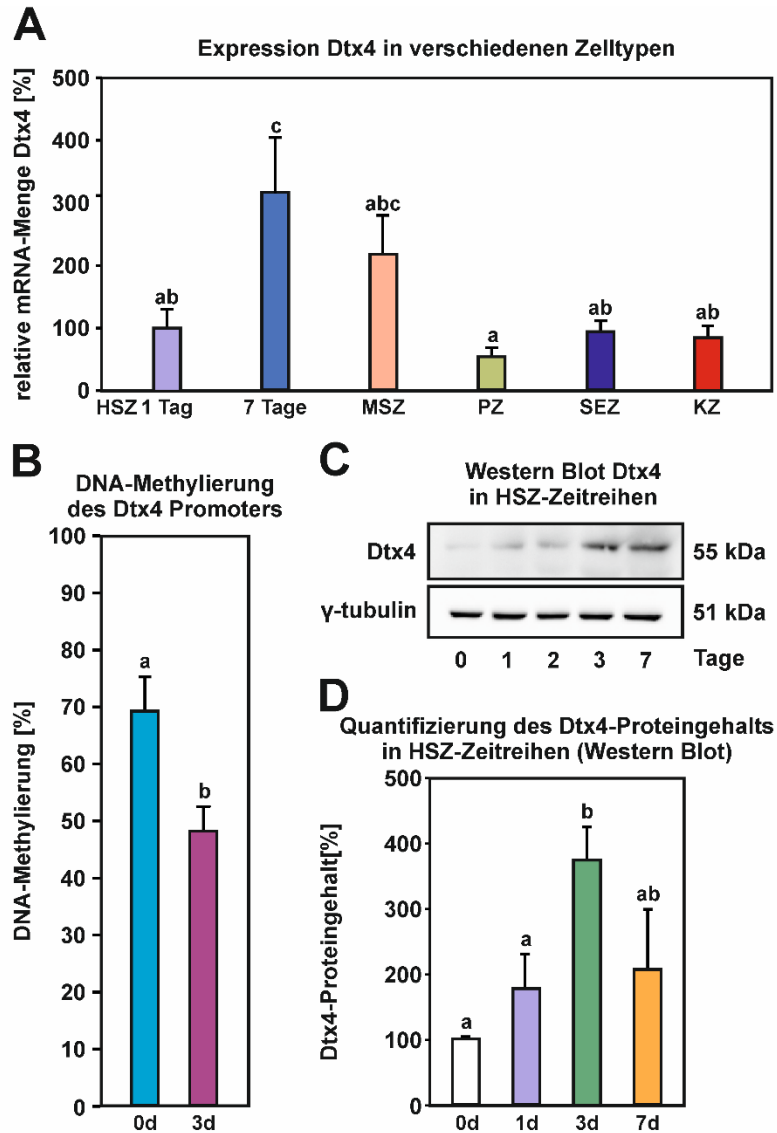 A
Expression Dtx4 in verschiedenen Zelltypen
relative mRNA-Menge Dtx4 [%]
500
400
300
200
100
0
ab
c
abc
a
ab
ab
HSZ 1 Tag
7 Tage
MSZ
PZ
SEZ
KZ
B
DNA-Methylierung
des Dtx4 Promoters
DNA-Methylierung [%]
100
90
80
70
60
50
40
30
20
10
0
a
b
0d
3d
C
Western Blot Dtx4
in HSZ-Zeitreihen
Dtx4
55 kDa
γ-tubulin
51 kDa
0 1 2 3 7 Tage
D
Quantifizierung des Dtx4-Proteingehalts
in HSZ-Zeitreihen (Western Blot)
Dtx4-Proteingehalt[%]
500
400
300
200
100
0
a
a
b
ab
0d
1d
3d
7d